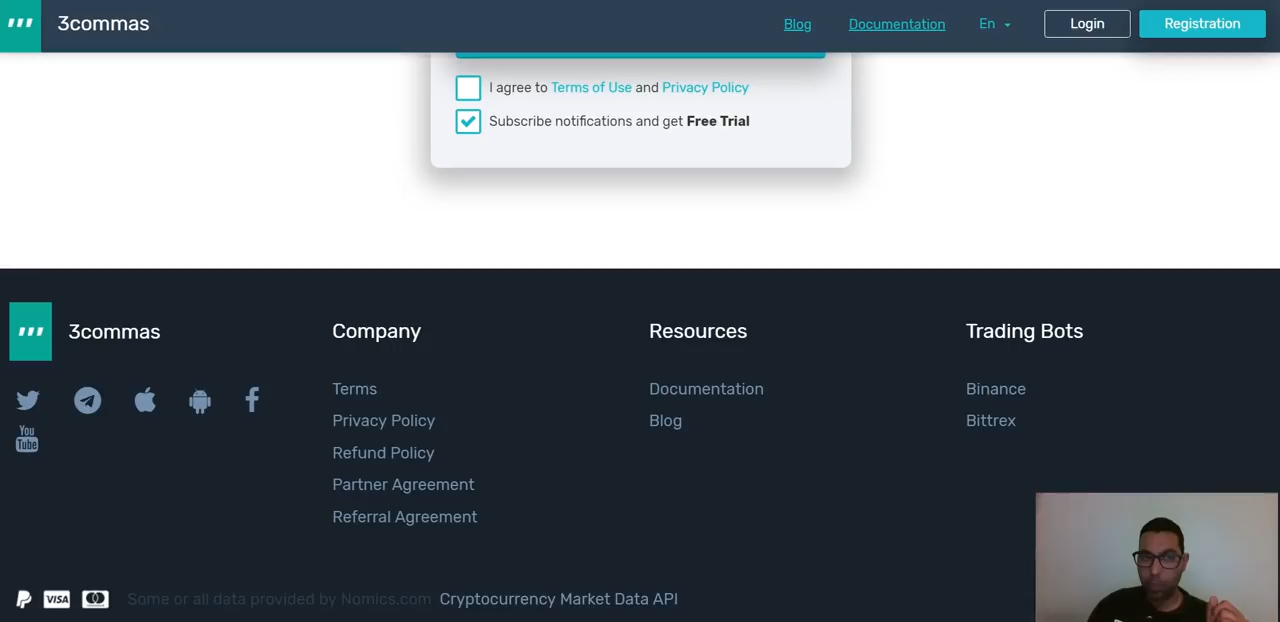 3commas
Blog
Documentation
En
Login
Registration
I agree to Terms of Use and Privacy Policy
Subscribe notifications and get Free Trial
3commas
Company
Resources
Trading Bots
Terms
Documentation
Binance
Privacy Policy
Blog
Bittrex
Refund Policy
Partner Agreement
Referral Agreement
You
Tube
VISA
Some or all data provided by Nomics.com Cryptocurrency Market Data API